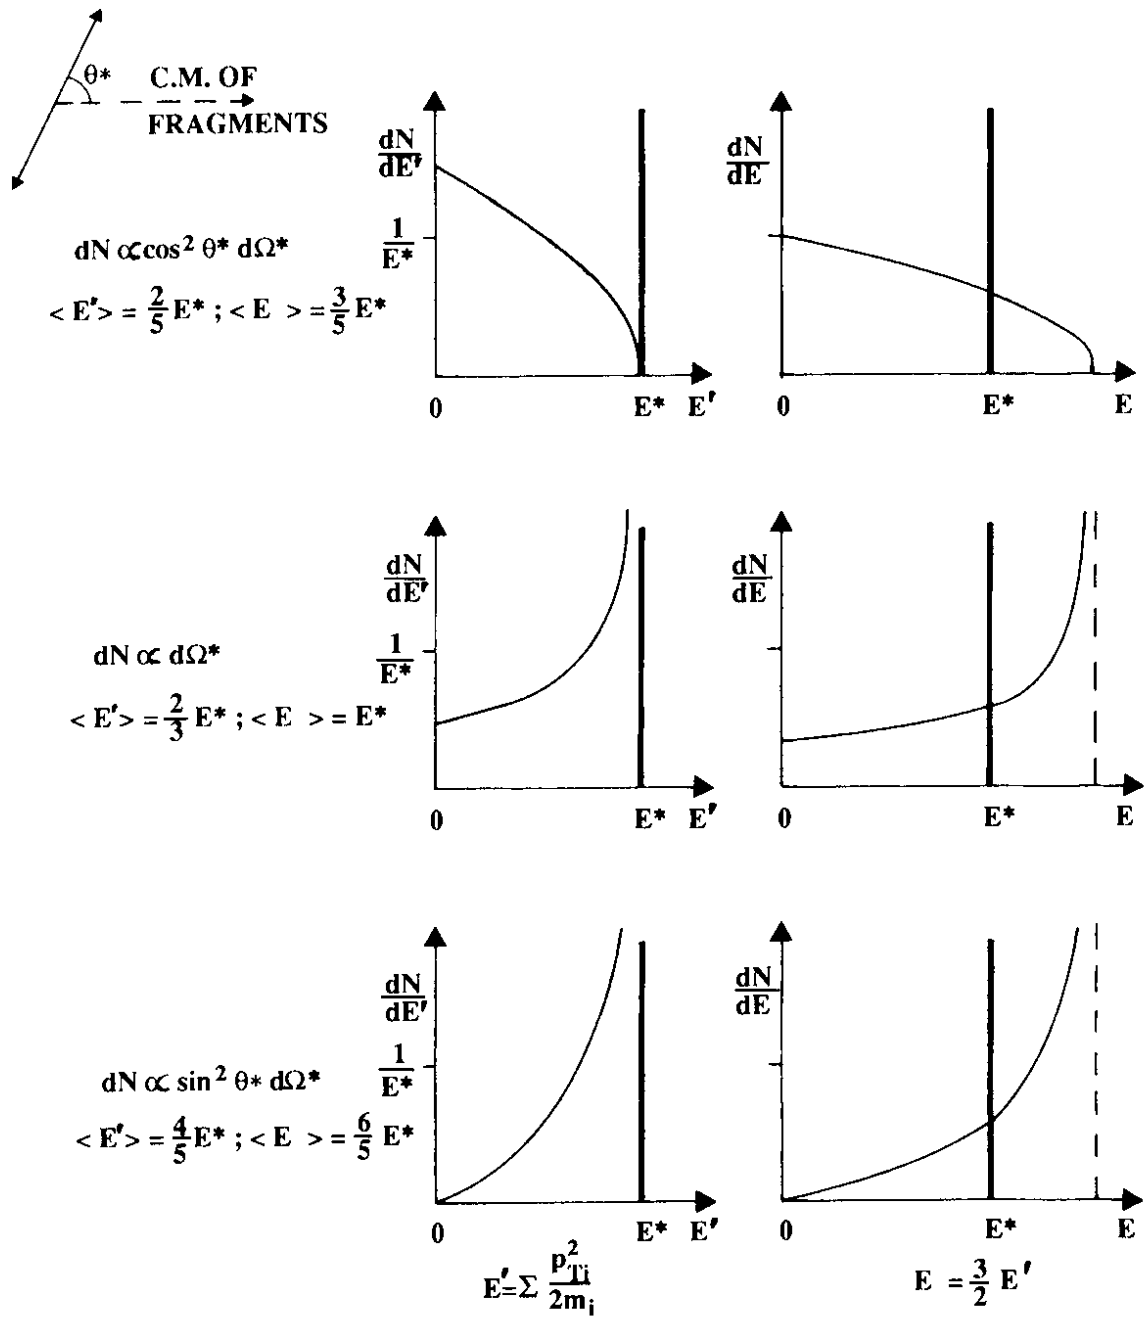 θ*
C.M. OF
FRAGMENTS
dN ∝ cos² θ* dΩ*
< E'> = 2/5 E* ; < E > = 3/5 E*
dN/dE'
1/E*
0 E* E'
dN/dE
0 E* E
dN ∝ dΩ*
< E'> = 2/3 E* ; < E > = E*
dN/dE'
1/E*
0 E* E'
dN/dE
0 E* E
dN ∝ sin² θ* dΩ*
< E'> = 4/5 E* ; < E > = 6/5 E*
dN/dE'
1/E*
0 E* E'
dN/dE
0 E* E
E' = Σ p²Ti/2mi
E = 3/2 E'